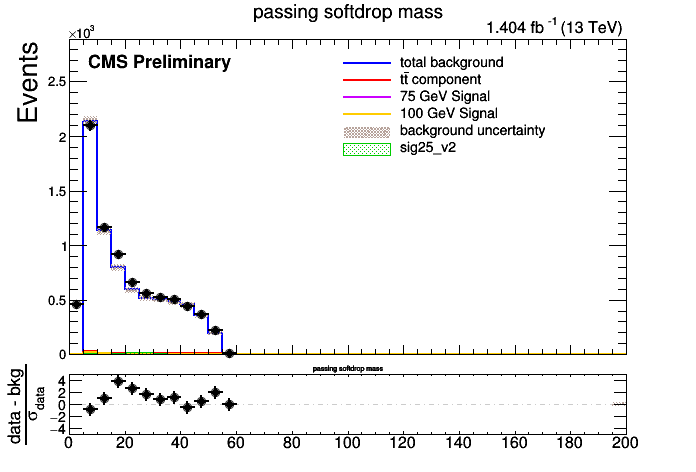 passing softdrop mass
×10³
1.404 fb⁻¹ (13 TeV)
Events
CMS Preliminary
total background
tt̄ component
75 GeV Signal
100 GeV Signal
background uncertainty
sig25_v2
2.5
2
1.5
1
0.5
0
passing softdrop mass
data - bkg
σ data
4
2
0
−2
−4
0 20 40 60 80 100 120 140 160 180 200